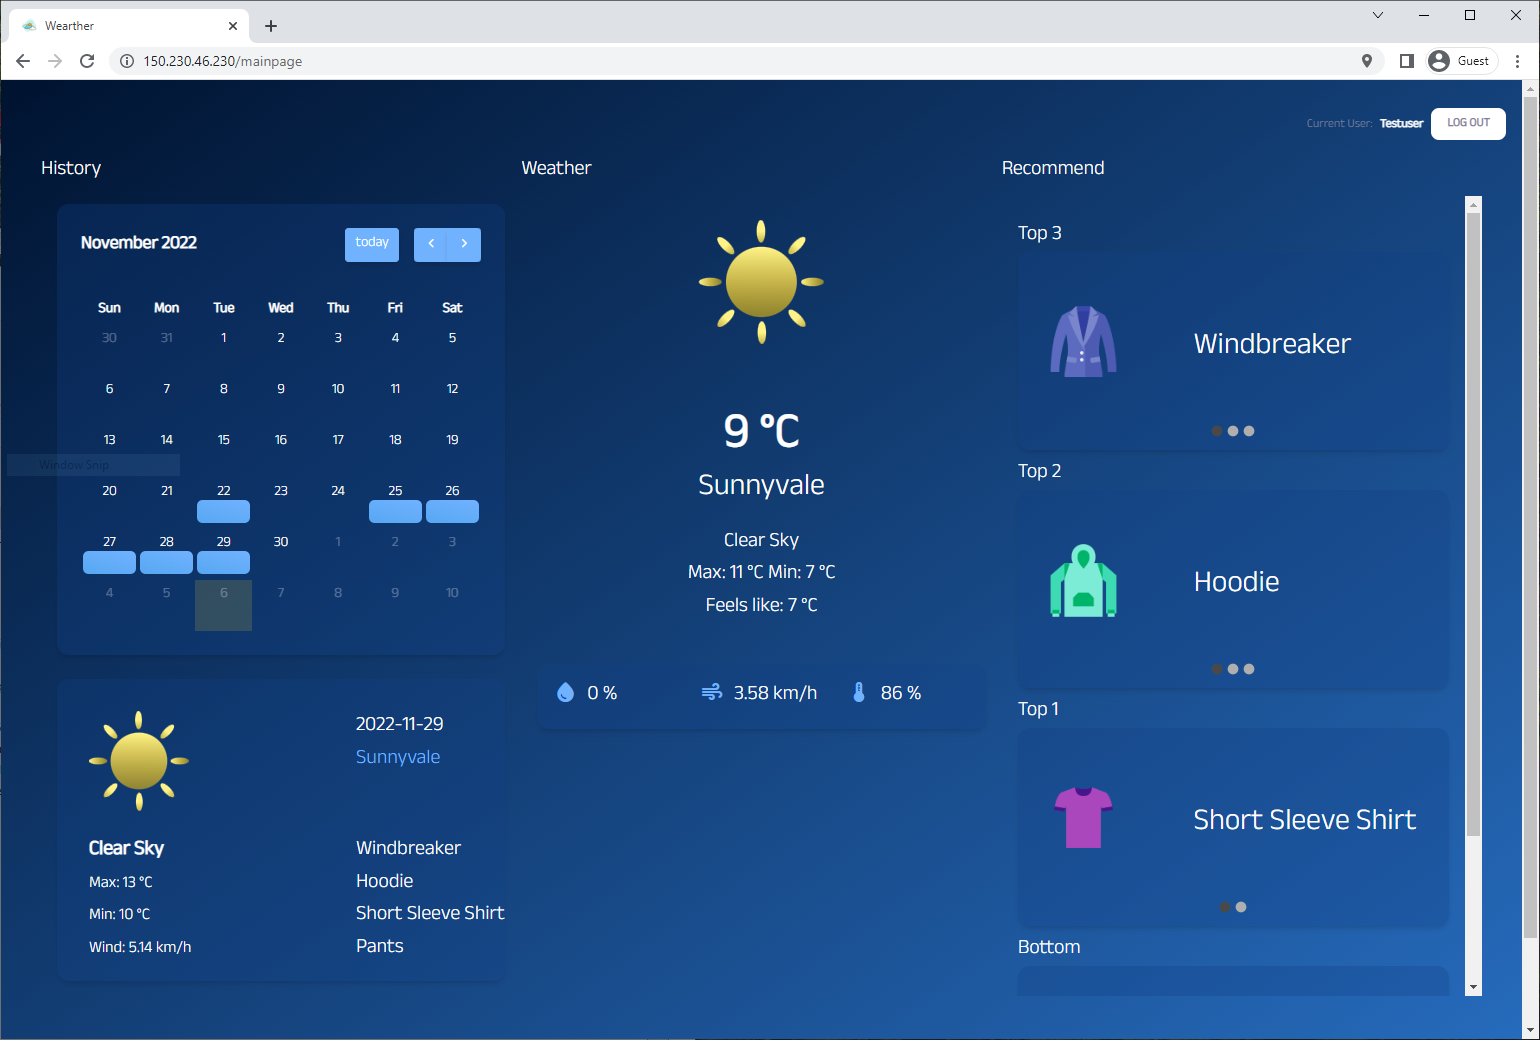 Wearther
150.230.46.230/mainpage
Guest
Current User: Testuser
LOG OUT
History
November 2022
today
Sun Mon Tue Wed Thu Fri Sat
30 31 1 2 3 4 5
6 7 8 9 10 11 12
13 14 15 16 17 18 19
Window Snip
20 21 22 23 24 25 26
27 28 29 30 1 2 3
4 5 6 7 8 9 10
2022-11-29
Sunnyvale
Clear Sky
Max: 13 °C
Min: 10 °C
Wind: 5.14 km/h
Windbreaker
Hoodie
Short Sleeve Shirt
Pants
Weather
9 °C
Sunnyvale
Clear Sky
Max: 11 °C Min: 7 °C
Feels like: 7 °C
0 %
3.58 km/h
86 %
Recommend
Top 3
Windbreaker
Top 2
Hoodie
Top 1
Short Sleeve Shirt
Bottom